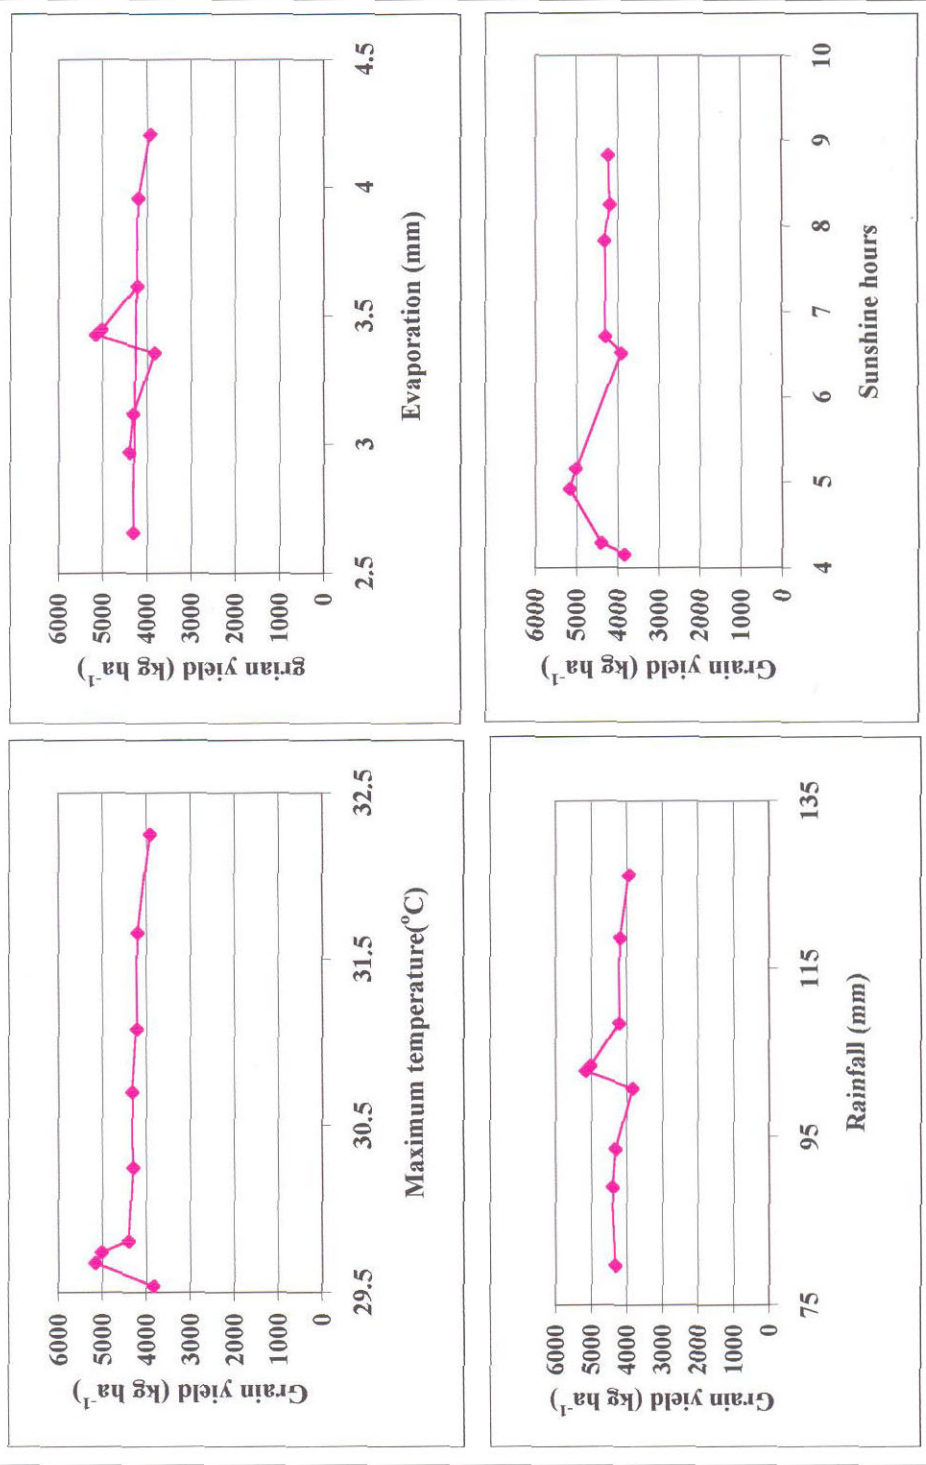 Grain yield (kg ha⁻¹)
6000
5000
4000
3000
2000
1000
0
29.5 30.5 31.5 32.5
Maximum temperature(°C)
grian yield (kg ha⁻¹)
6000
5000
4000
3000
2000
1000
0
2.5 3 3.5 4 4.5
Evaporation (mm)
Grain yield (kg ha⁻¹)
6000
5000
4000
3000
2000
1000
0
75 95 115 135
Rainfall (mm)
Grain yield (kg ha⁻¹)
6000
5000
4000
3000
2000
1000
0
4 5 6 7 8 9 10
Sunshine hours